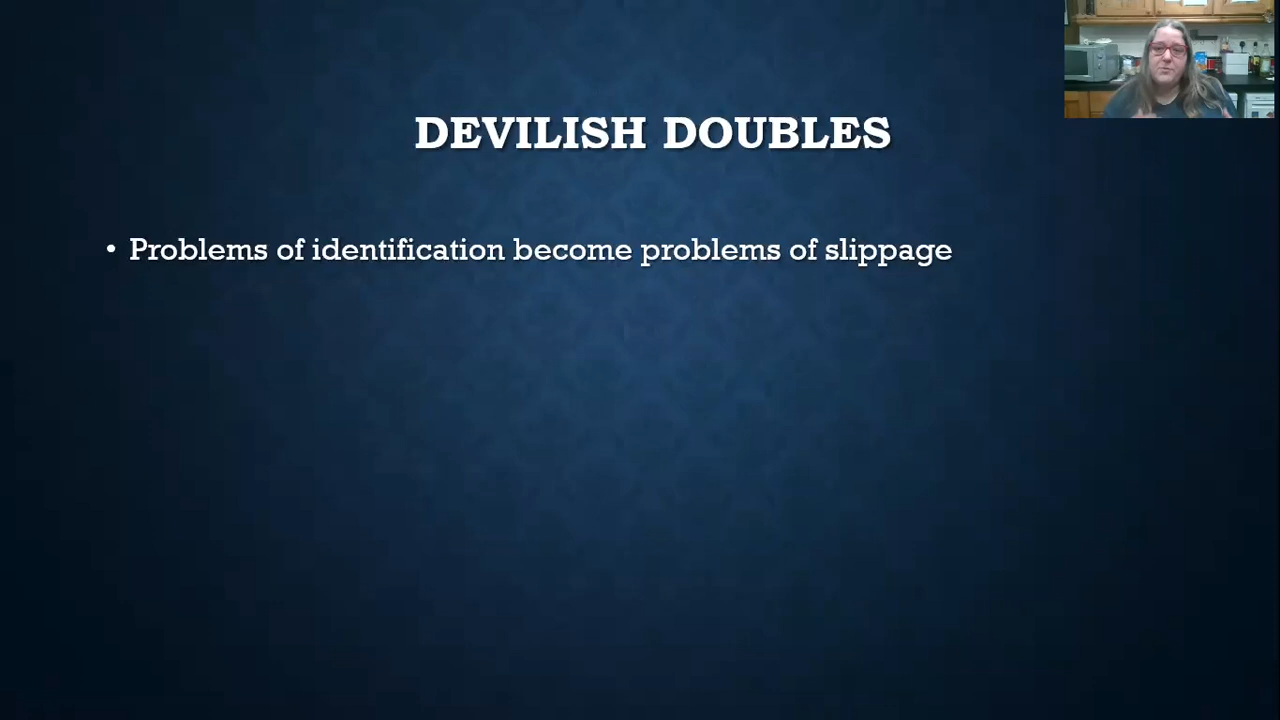 DEVILISH DOUBLES
• Problems of identification become problems of slippage